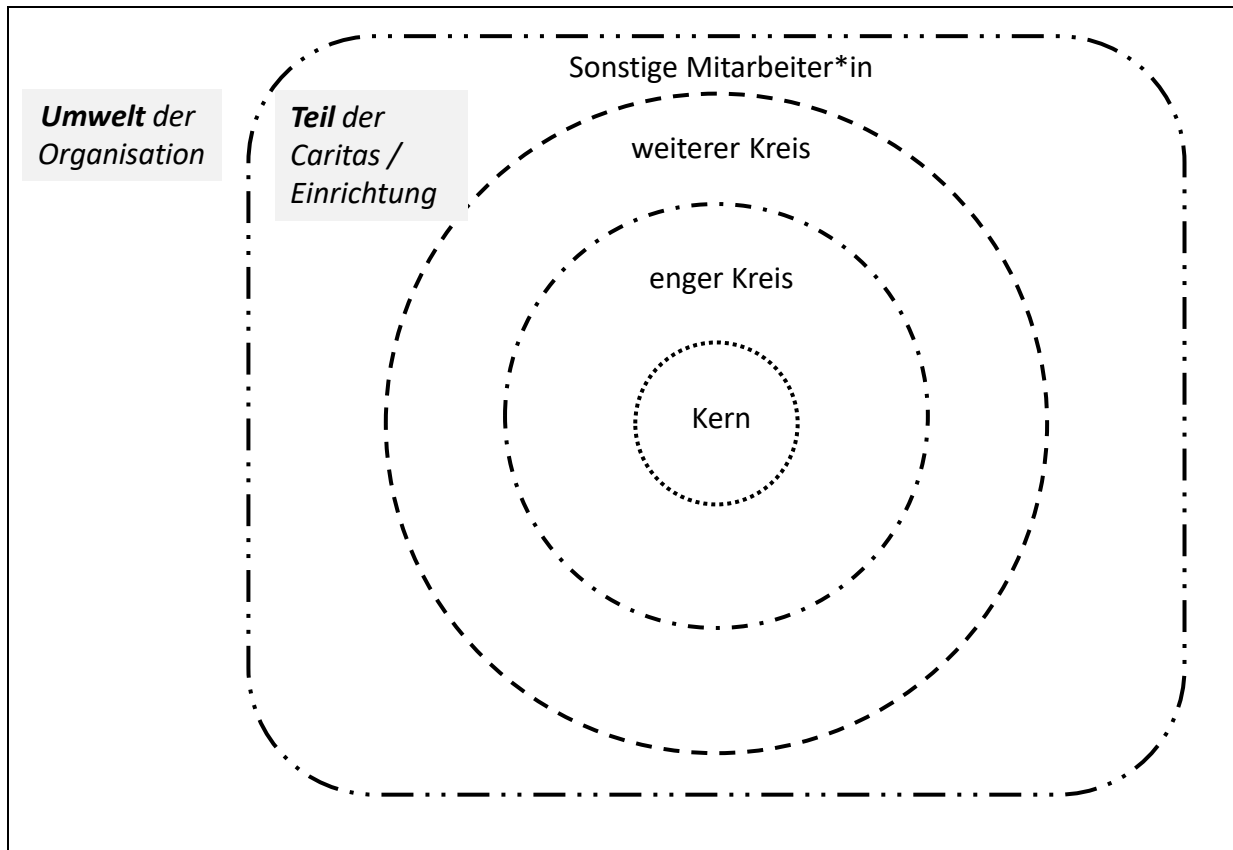 Sonstige Mitarbeiter*in
Umwelt der
Organisation
Teil der
Caritas /
Einrichtung
weiterer Kreis
enger Kreis
Kern